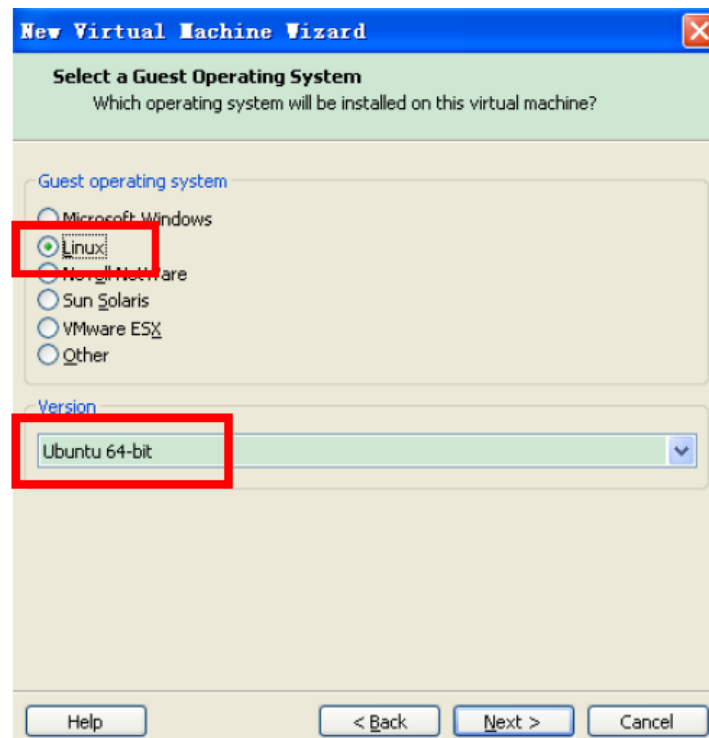 New Virtual Machine Wizard
Select a Guest Operating System
Which operating system will be installed on this virtual machine?
Guest operating system
Microsoft Windows
Linux
Novell NetWare
Sun Solaris
VMware ESX
Other
Version
Ubuntu 64-bit
Help
< Back
Next >
Cancel